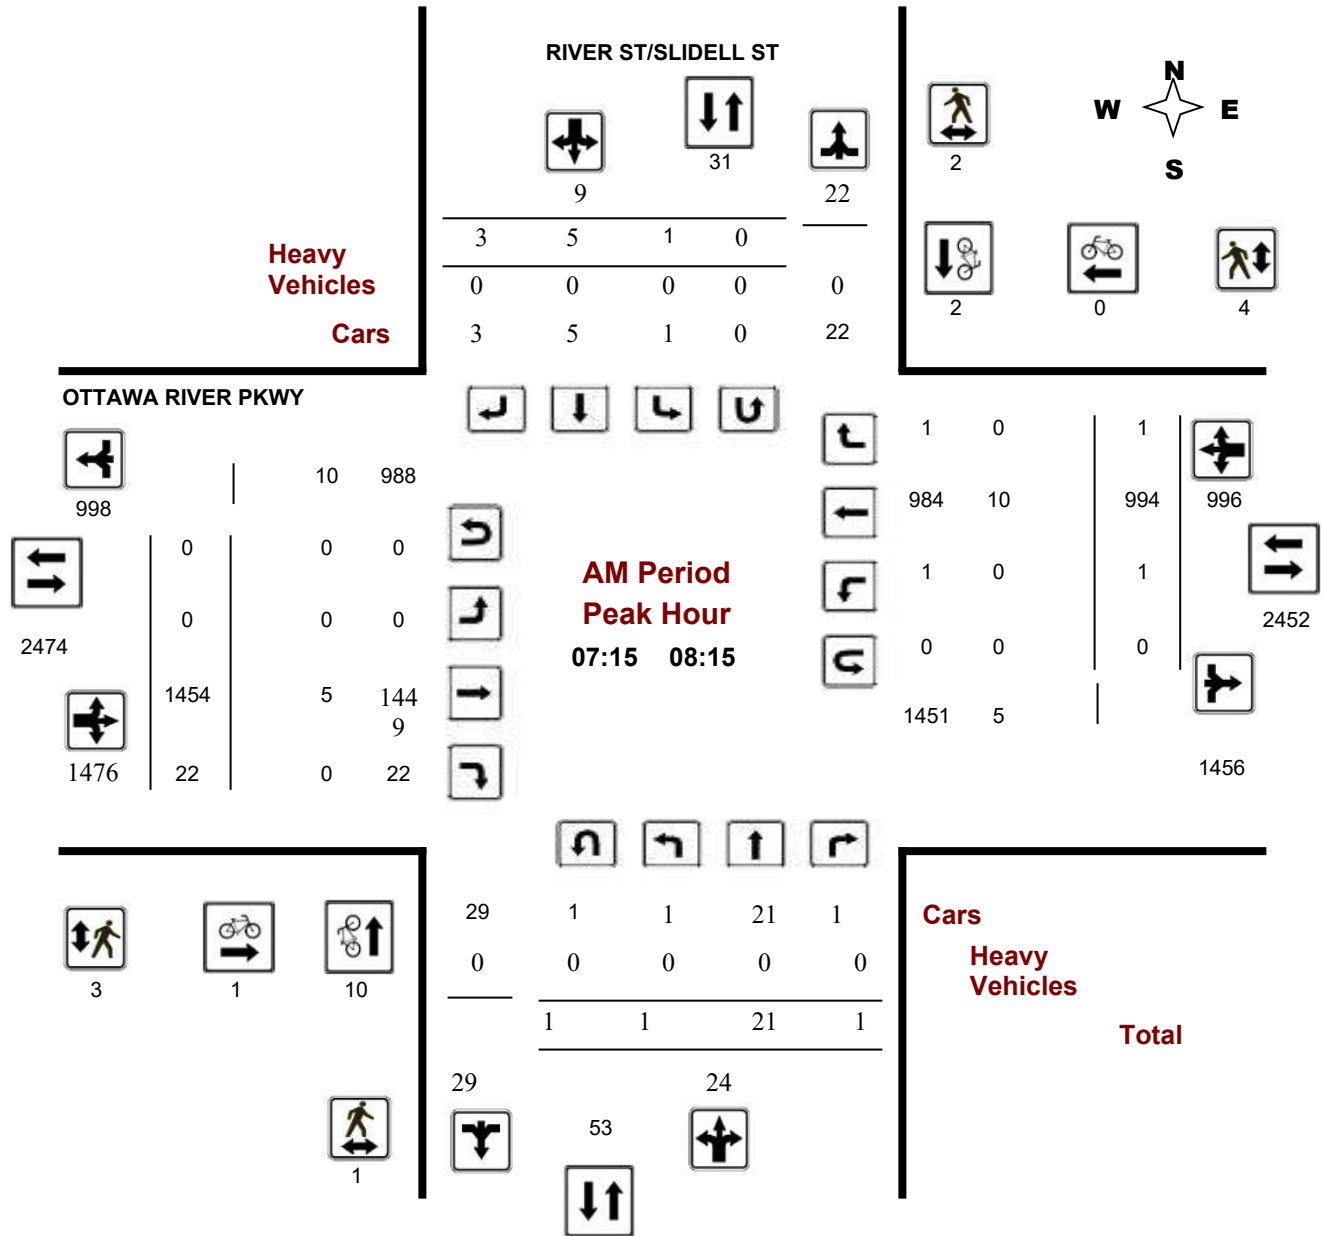 RIVER ST/SLIDELL ST
N
W E
S
31
2
9
22
3 5 1 0
Heavy
Vehicles
0 0 0 0 0
2 0 4
Cars
3 5 1 0 22
OTTAWA RIVER PKWY
1 0 1
10 988
998
984 10 994 996
0 0 0
AM Period
1 0 1
Peak Hour
0 0 0
2452
2474
07:15 08:15
0 0 0
1454 5 144
9
1451 5
1476 22 0 22
1456
29 1 1 21 1
Cars
0 0 0 0 0
Heavy
Vehicles
3 1 10
1 1 21 1
Total
29 24
53
1